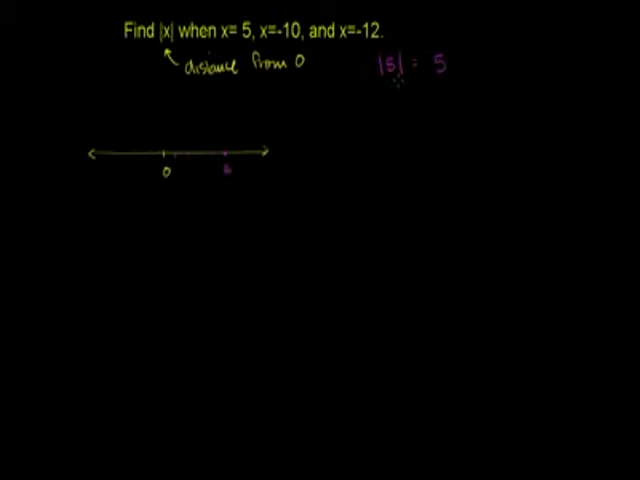 Find |x| when x= 5, x=-10, and x=-12.
distance from 0
|5| = 5
0